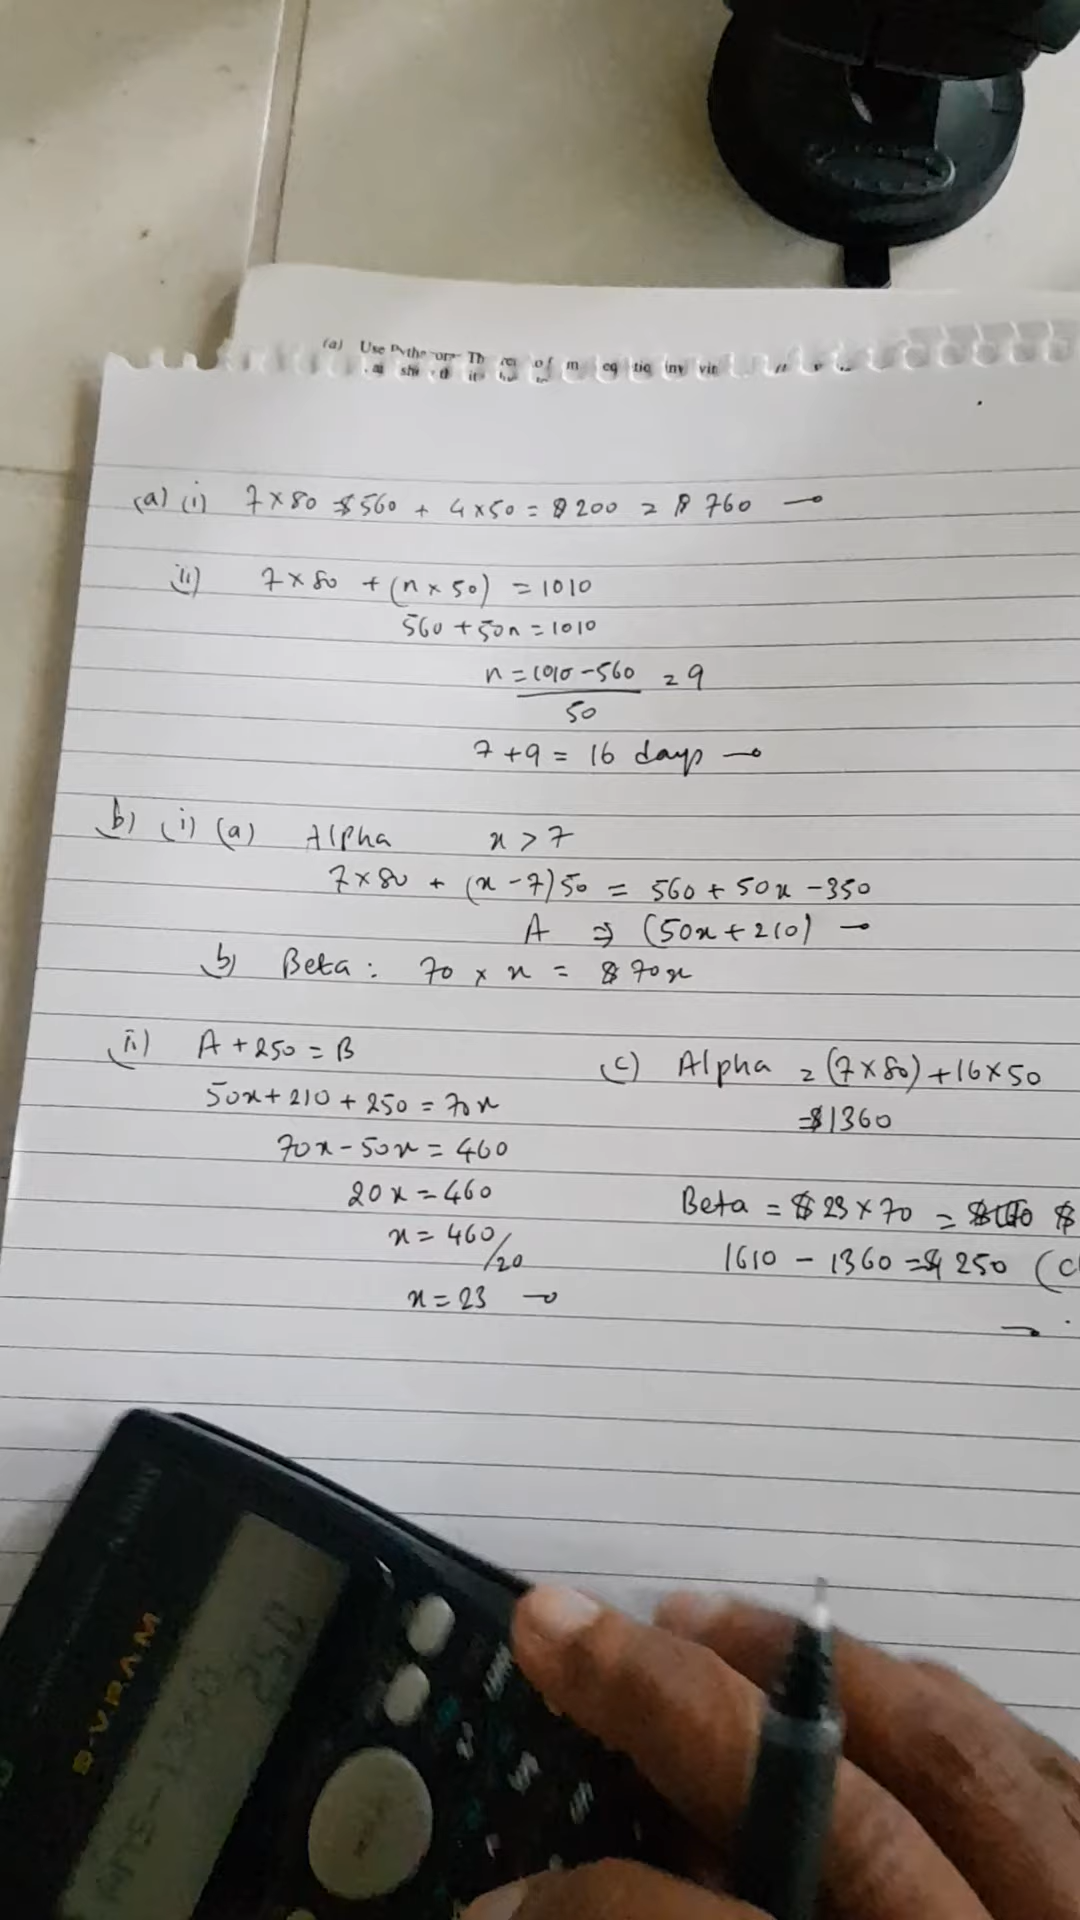 (a) Use
(a) (i) 7 × 80 = $560 + 4 × 50 = $200 = $760
ii) 7 × 80 + (n × 50) = 1010
560 + 50n = 1010
n = 1010 - 560 = 9
50
7 + 9 = 16 days
b) (i) (a) Alpha x > 7
7 × 80 + (x - 7) 50 = 560 + 50x - 350
A ⇒ (50x + 210)
b) Beta : 70 × x = $70x
ii) A + 250 = B
50x + 210 + 250 = 70x
70x - 50x = 460
20x = 460
x = 460/20
x = 23
(c) Alpha = (7 × 80) + 16 × 50
= $1360
Beta = $23 × 70 = $
1610 - 1360 = $250 (c
B-V.P.A.M
250